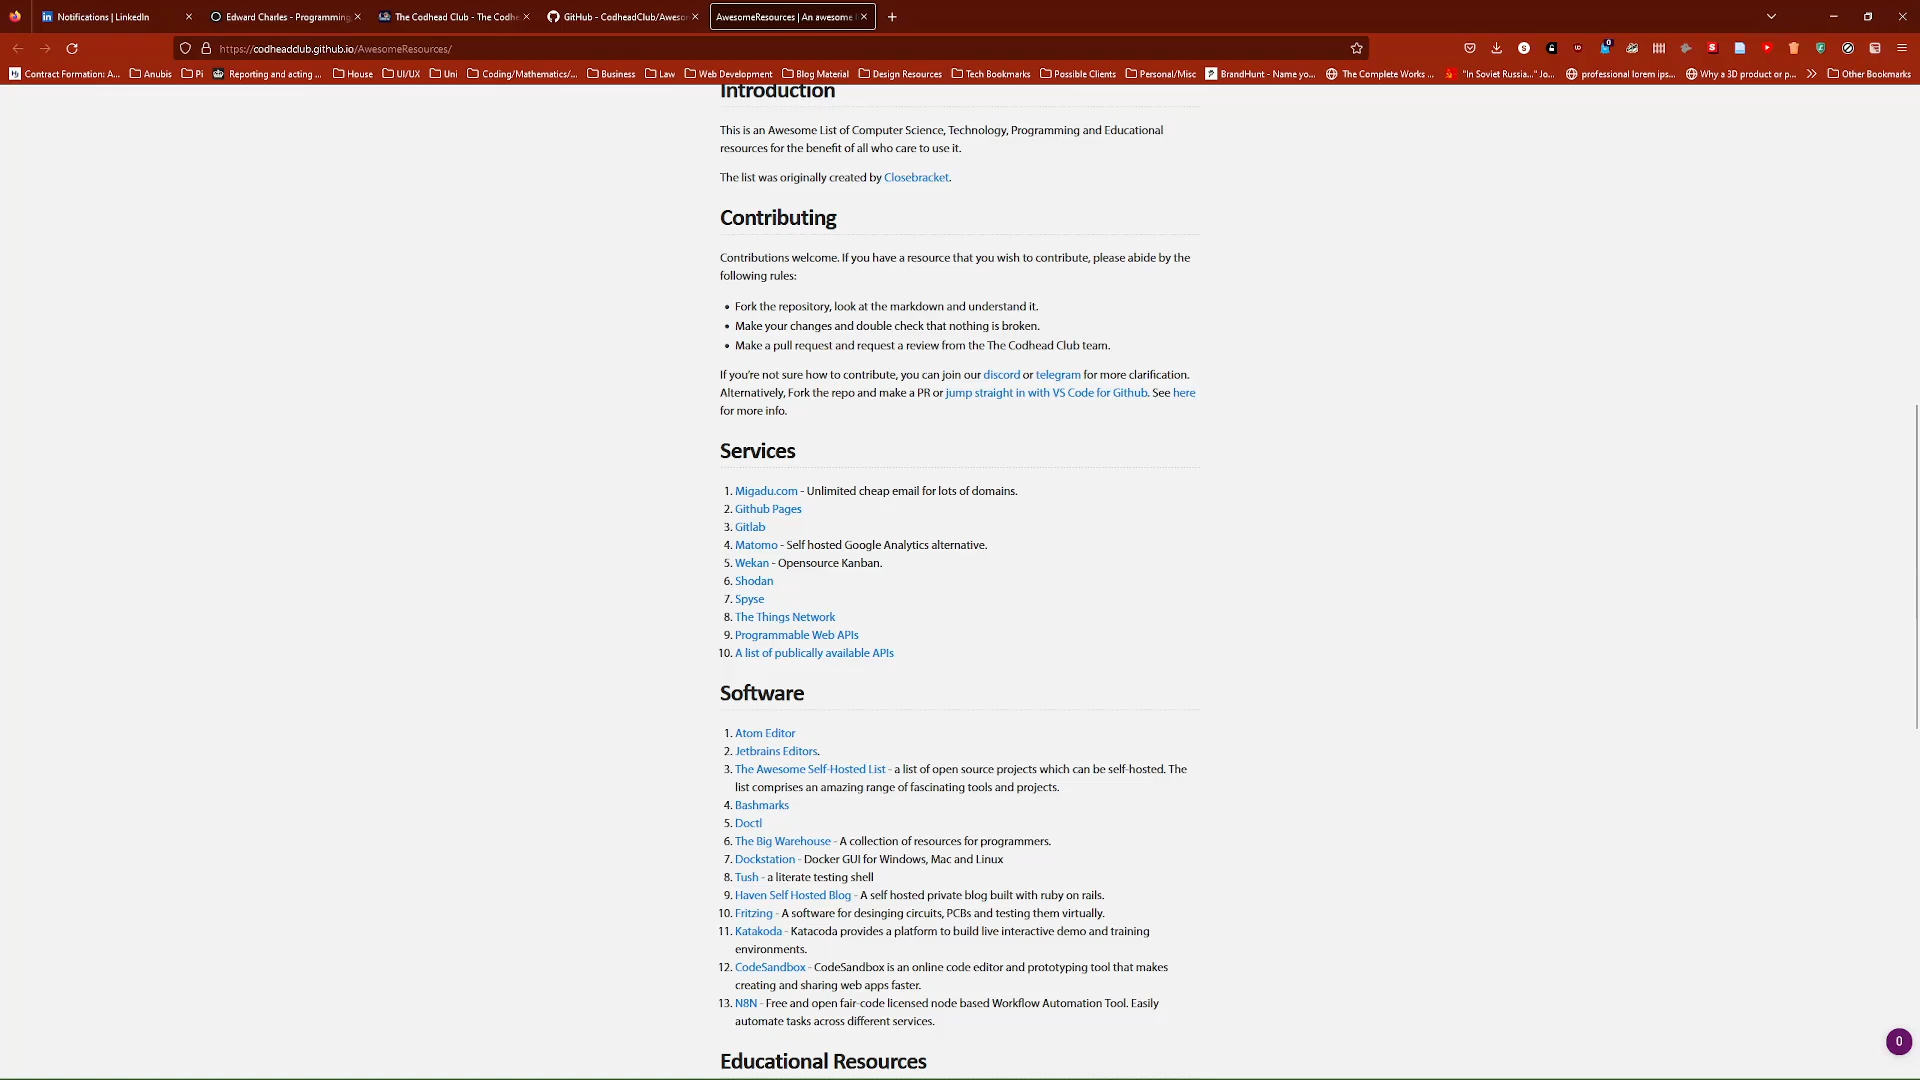 Notifications | LinkedIn
Edward Charles - Programming,
The Codhead Club - The Codhe
GitHub - CodheadClub/Aweso
AwesomeResources | An awesome
https://codheadclub.github.io/AwesomeResources/
Contract Formation: A...
Anubis
Pi
Reporting and acting ...
House
UI/UX
Uni
Coding/Mathematics/...
Business
Law
Web Development
Blog Material
Design Resources
Tech Bookmarks
Possible Clients
Personal/Misc
BrandHunt - Name yo...
The Complete Works ...
"In Soviet Russia..." Jo...
professional lorem ips...
Why a 3D product or p...
Other Bookmarks
Introduction
This is an Awesome List of Computer Science, Technology, Programming and Educational
resources for the benefit of all who care to use it.
The list was originally created by Closebracket.
Contributing
Contributions welcome. If you have a resource that you wish to contribute, please abide by the
following rules:
• Fork the repository, look at the markdown and understand it.
• Make your changes and double check that nothing is broken.
• Make a pull request and request a review from the The Codhead Club team.
If you're not sure how to contribute, you can join our discord or telegram for more clarification.
Alternatively, Fork the repo and make a PR or jump straight in with VS Code for Github. See here
for more info.
Services
1. Migadu.com - Unlimited cheap email for lots of domains.
2. Github Pages
3. Gitlab
4. Matomo - Self hosted Google Analytics alternative.
5. Wekan - Opensource Kanban.
6. Shodan
7. Spyse
8. The Things Network
9. Programmable Web APIs
10. A list of publically available APIs
Software
1. Atom Editor
2. Jetbrains Editors.
3. The Awesome Self-Hosted List - a list of open source projects which can be self-hosted. The
list comprises an amazing range of fascinating tools and projects.
4. Bashmarks
5. Doctl
6. The Big Warehouse - A collection of resources for programmers.
7. Dockstation - Docker GUI for Windows, Mac and Linux
8. Tush - a literate testing shell
9. Haven Self Hosted Blog - A self hosted private blog built with ruby on rails.
10. Fritzing - A software for desinging circuits, PCBs and testing them virtually.
11. Katakoda - Katacoda provides a platform to build live interactive demo and training
environments.
12. CodeSandbox - CodeSandbox is an online code editor and prototyping tool that makes
creating and sharing web apps faster.
13. N8N - Free and open fair-code licensed node based Workflow Automation Tool. Easily
automate tasks across different services.
0
Educational Resources